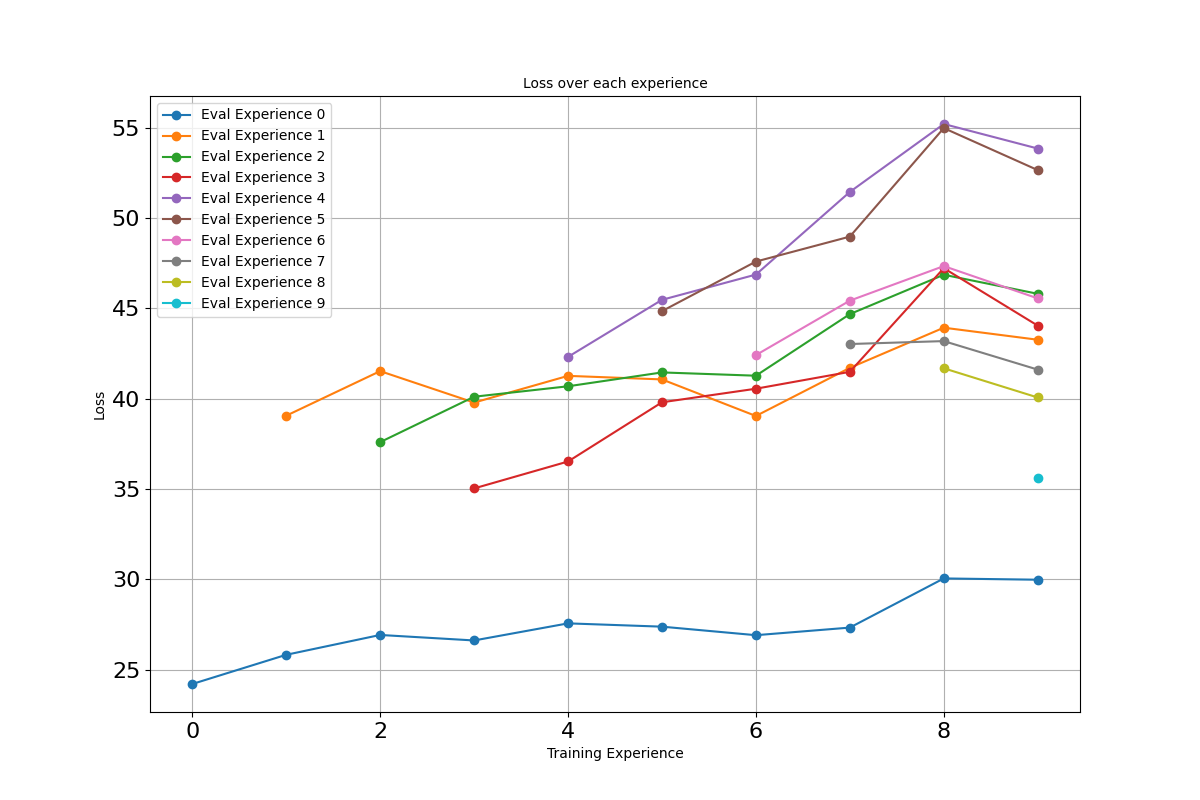 Loss over each experience
Eval Experience 0
Eval Experience 1
Eval Experience 2
Eval Experience 3
Eval Experience 4
Eval Experience 5
Eval Experience 6
Eval Experience 7
Eval Experience 8
Eval Experience 9
55
50
45
40
35
30
25
Loss
0 2 4 6 8
Training Experience